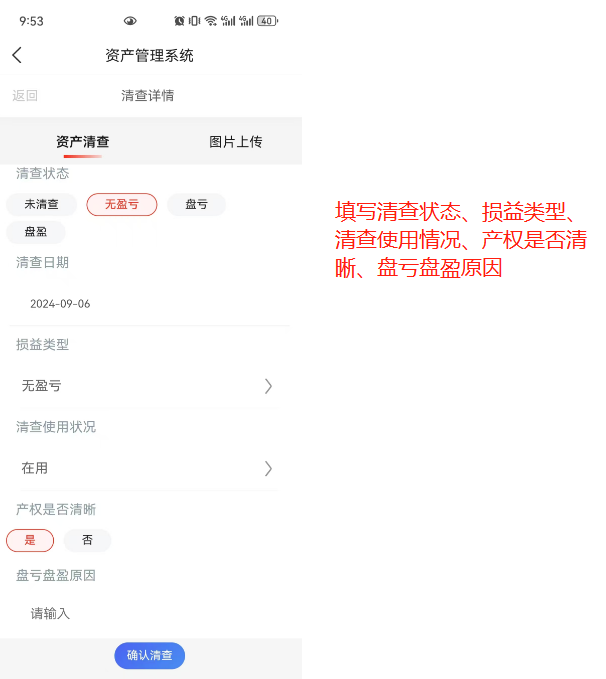 9:53
40
资产管理系统
返回
清查详情
资产清查
图片上传
清查状态
未清查
无盈亏
盘亏
盘盈
清查日期
2024-09-06
损益类型
无盈亏
清查使用状况
在用
产权是否清晰
是
否
盘亏盘盈原因
请输入
确认清查
填写清查状态、损益类型、
清查使用情况、产权是否清
晰、盘亏盘盈原因